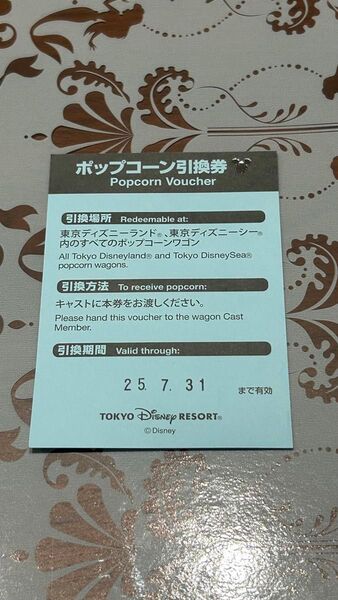 ポップコーン引換券
Popcorn Voucher
引換場所 Redeemable at:
東京ディズニーランド®、東京ディズニーシー®
内のすべてのポップコーンワゴン
All Tokyo Disneyland® and Tokyo DisneySea®
popcorn wagons.
引換方法 To receive popcorn:
キャストに本券をお渡しください。
Please hand this voucher to the wagon Cast
Member.
引換期間 Valid through:
25. 7. 31 まで有効
TOKYO Disney RESORT®
©Disney